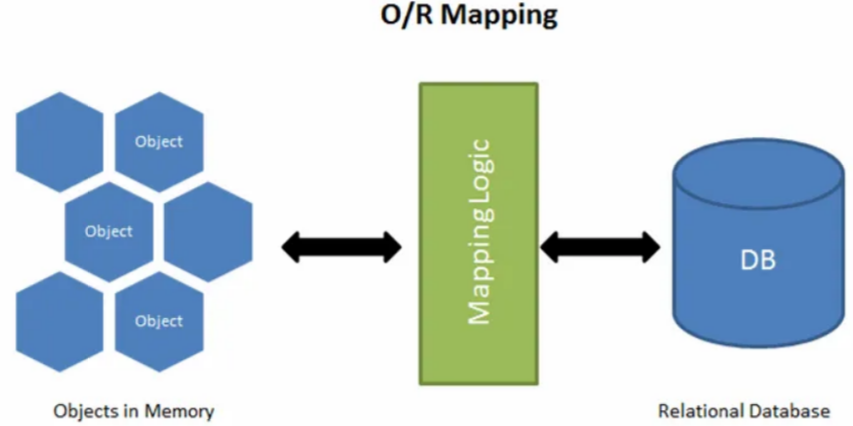 O/R Mapping
Object
Object
Object
Mapping Logic
DB
Objects in Memory
Relational Database